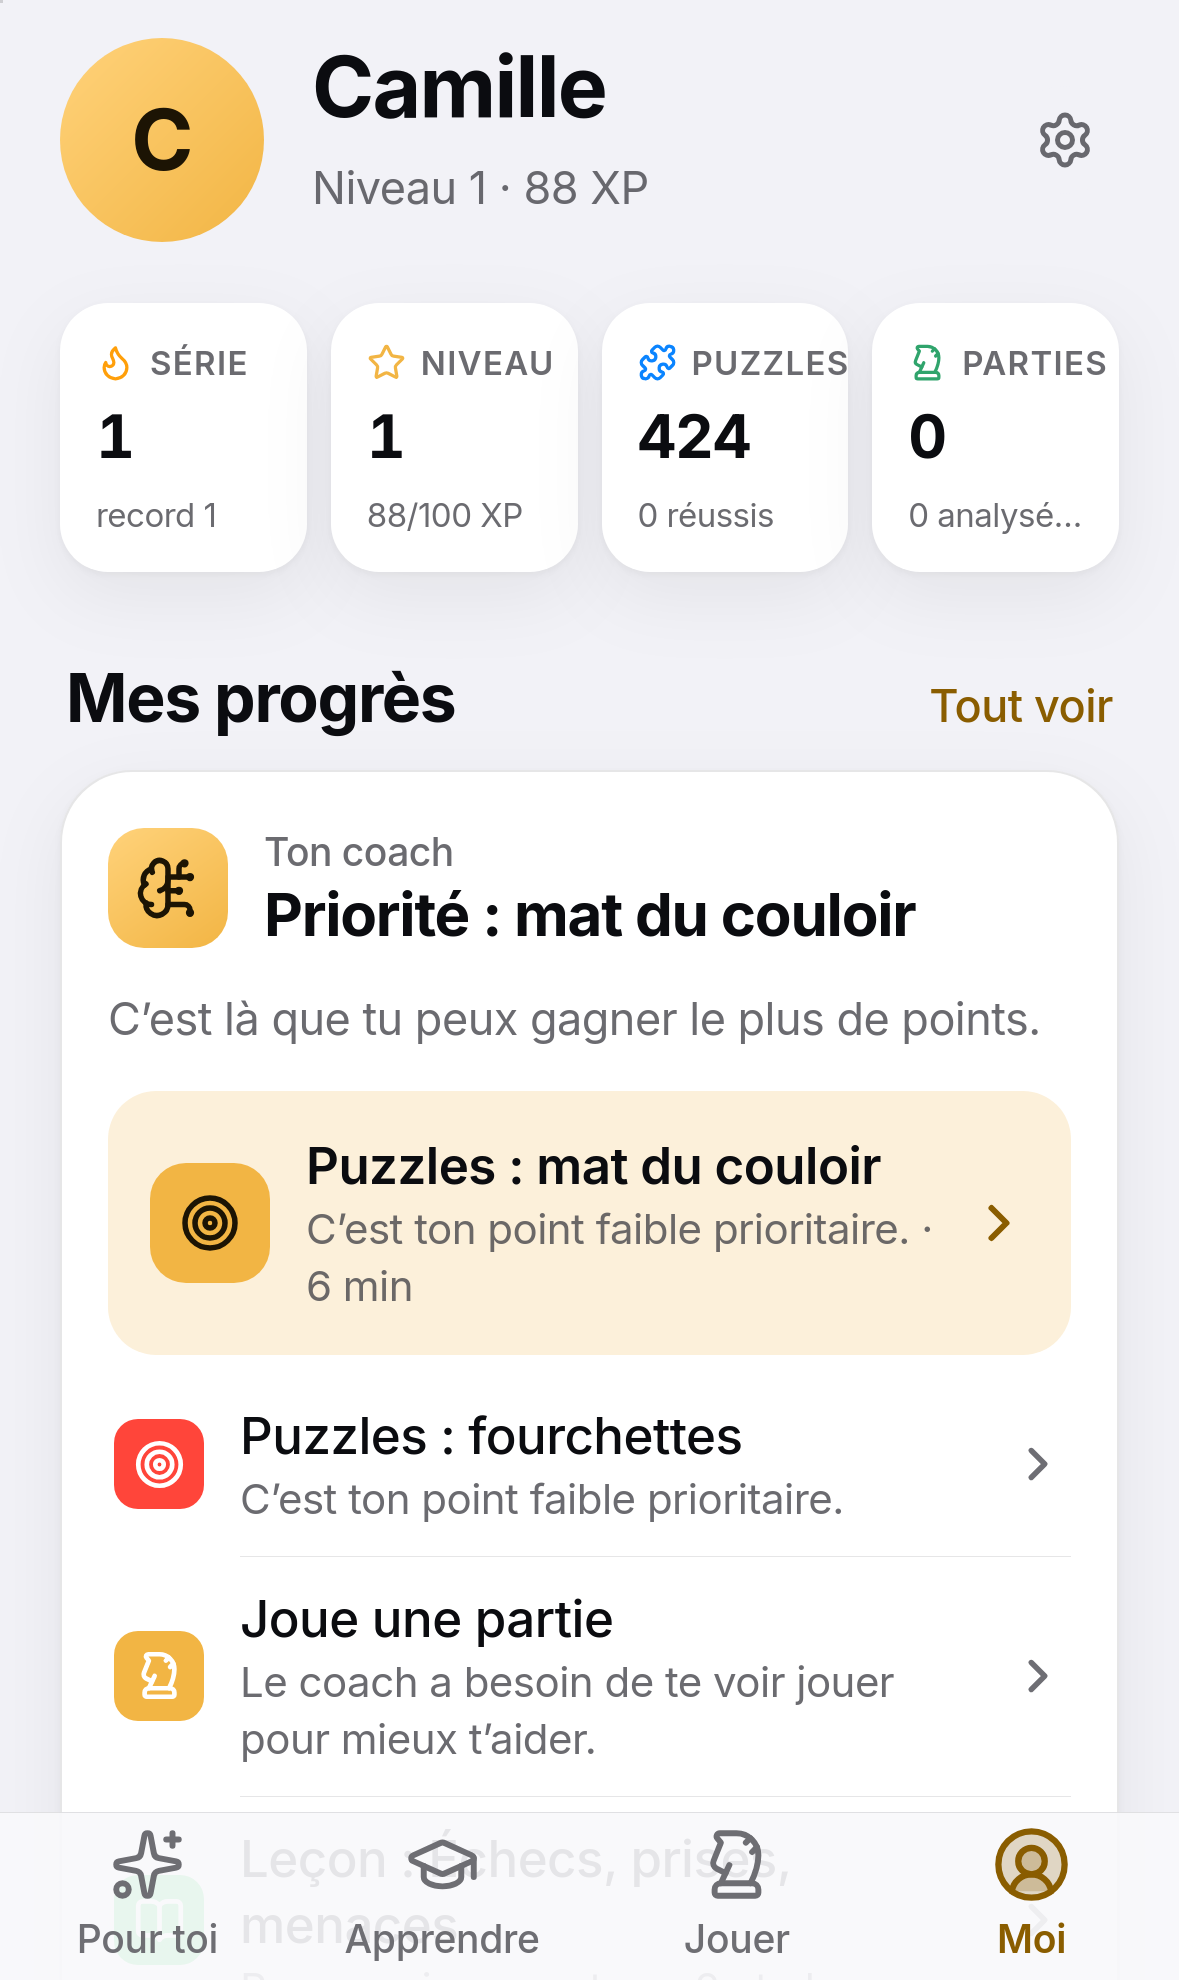 C
Camille
Niveau 1 · 88 XP
SÉRIE
1
record 1
NIVEAU
1
88/100 XP
PUZZLES
424
0 réussis
PARTIES
0
0 analysé…
Mes progrès
Tout voir
Ton coach
Priorité : mat du couloir
C’est là que tu peux gagner le plus de points.
Puzzles : mat du couloir
C’est ton point faible prioritaire. ·
6 min
Puzzles : fourchettes
C’est ton point faible prioritaire.
Joue une partie
Le coach a besoin de te voir jouer
pour mieux t’aider.
Leçon : Échecs, prises,
menaces
Pour toi
Apprendre
Jouer
Moi